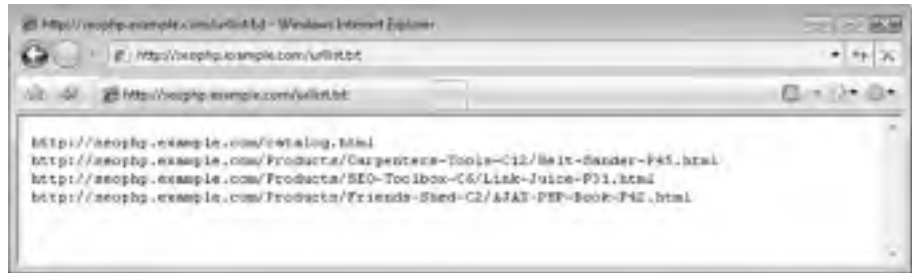 http://seophp.example.com/urllist.txt - Windows Internet Explorer
http://seophp.example.com/urllist.txt
http://seophp.example.com/urllist.txt
http://seophp.example.com/catalog.html
http://seophp.example.com/Products/Carpenters-Tools-C12/Belt-Sander-P45.html
http://seophp.example.com/Products/SEO-Toolbox-C6/Link-Juice-P31.html
http://seophp.example.com/Products/Friends-Shed-C2/AJAX-PHP-Book-P42.html